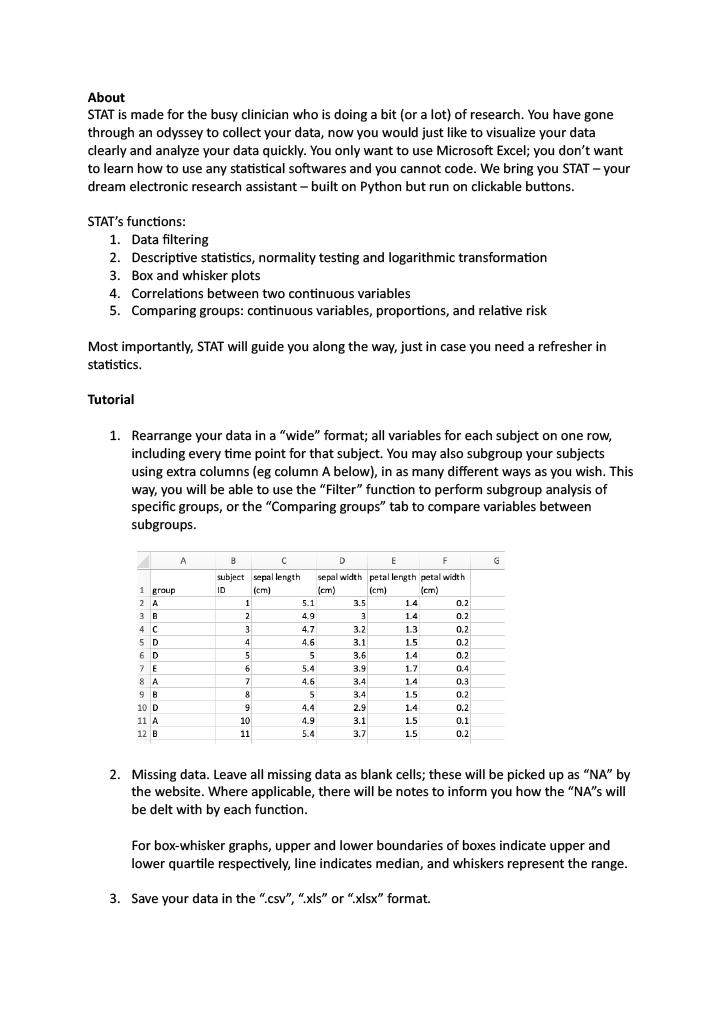 About
STAT is made for the busy clinician who is doing a bit (or a lot) of research. You have gone
through an odyssey to collect your data, now you would just like to visualize your data
clearly and analyze your data quickly. You only want to use Microsoft Excel; you don’t want
to learn how to use any statistical softwares and you cannot code. We bring you STAT – your
dream electronic research assistant – built on Python but run on clickable buttons.
STAT’s functions:
1. Data filtering
2. Descriptive statistics, normality testing and logarithmic transformation
3. Box and whisker plots
4. Correlations between two continuous variables
5. Comparing groups: continuous variables, proportions, and relative risk
Most importantly, STAT will guide you along the way, just in case you need a refresher in
statistics.
Tutorial
1. Rearrange your data in a “wide” format; all variables for each subject on one row,
including every time point for that subject. You may also subgroup your subjects
using extra columns (eg column A below), in as many different ways as you wish. This
way, you will be able to use the “Filter” function to perform subgroup analysis of
specific groups, or the “Comparing groups” tab to compare variables between
subgroups.
A B C D E F G
subject sepal length sepal width petal length petal width
1 group ID (cm) (cm) (cm) (cm)
2 A 1 5.1 3.5 1.4 0.2
3 B 2 4.9 3 1.4 0.2
4 C 3 4.7 3.2 1.3 0.2
5 D 4 4.6 3.1 1.5 0.2
6 D 5 5 3.6 1.4 0.2
7 E 6 5.4 3.9 1.7 0.4
8 A 7 4.6 3.4 1.4 0.3
9 B 8 5 3.4 1.5 0.2
10 D 9 4.4 2.9 1.4 0.2
11 A 10 4.9 3.1 1.5 0.1
12 B 11 5.4 3.7 1.5 0.2
2. Missing data. Leave all missing data as blank cells; these will be picked up as “NA” by
the website. Where applicable, there will be notes to inform you how the “NA”s will
be delt with by each function.
For box-whisker graphs, upper and lower boundaries of boxes indicate upper and
lower quartile respectively, line indicates median, and whiskers represent the range.
3. Save your data in the “.csv”, “.xls” or “.xlsx” format.